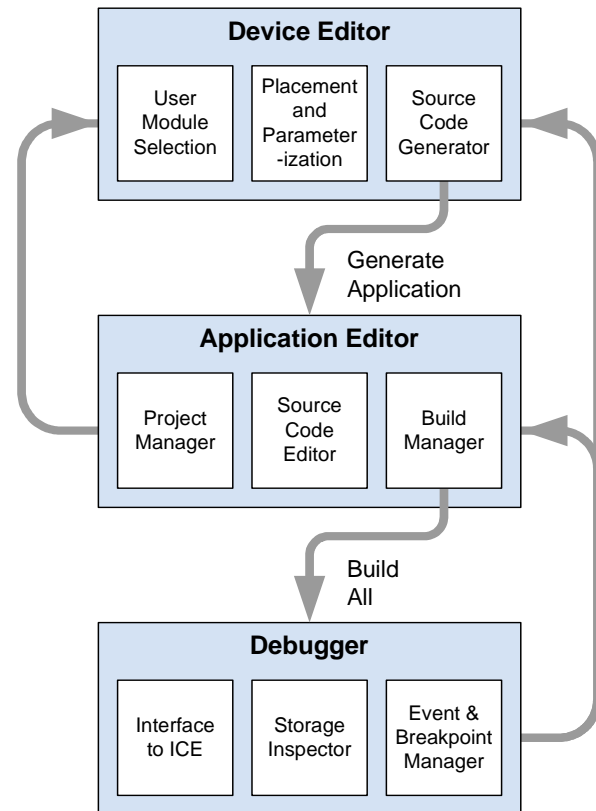 Device Editor
User
Module
Selection
Placement
and
Parameter
-ization
Source
Code
Generator
Generate
Application
Application Editor
Project
Manager
Source
Code
Editor
Build
Manager
Build
All
Debugger
Interface
to ICE
Storage
Inspector
Event &
Breakpoint
Manager